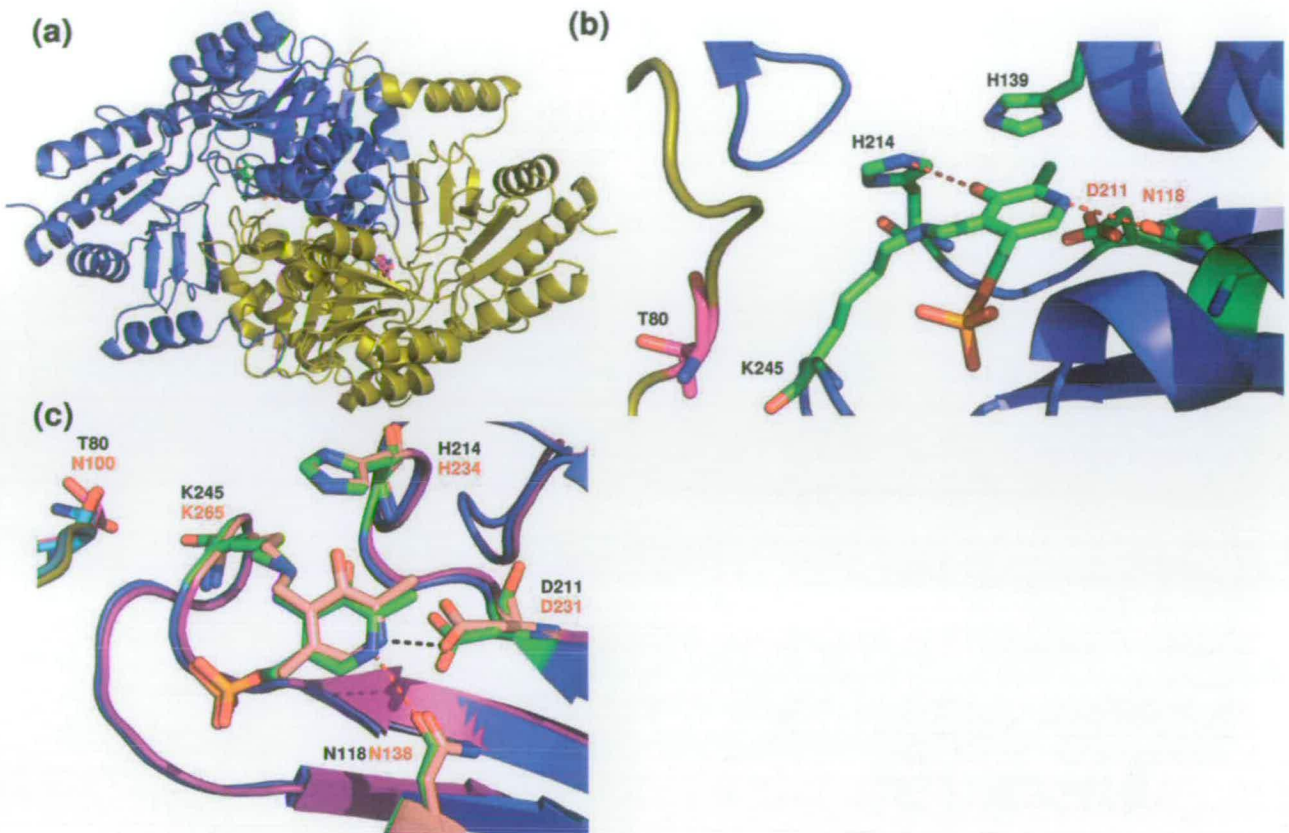 (a)
(b)
H139
H214
D211 N118
T80
K245
(c)
T80
N100
K245
K265
H214
H234
D211
D231
N118 N138